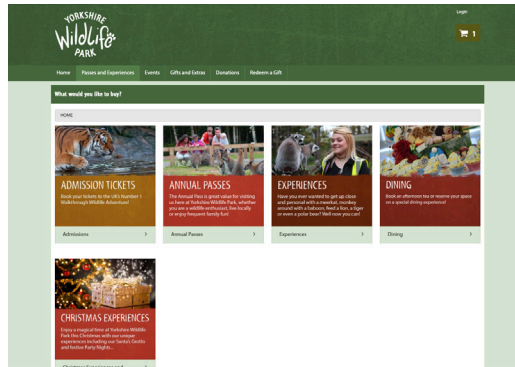 Login
YORKSHIRE
WildLife
PARK
1
Home Passes and Experiences Events Gifts and Extras Donations Redeem a Gift
What would you like to buy?
HOME
ADMISSION TICKETS
Book your tickets to the UK's Number 1
Walkthrough Wildlife Adventure!
Admissions
ANNUAL PASSES
The Annual Pass is great value for visiting
us here at Yorkshire Wildlife Park, whether
you are a wildlife enthusiast, live locally
or enjoy frequent family fun!
Annual Passes
EXPERIENCES
Have you ever wanted to get up close
and personal with a meerkat, monkey
around with a baboon, feed a lion, a tiger
or even a polar bear? Well now you can!
Experiences
DINING
Book an afternoon tea or reserve your space
on a special dining experience!
Dining
CHRISTMAS EXPERIENCES
Enjoy a magical time at Yorkshire Wildlife
Park this Christmas with our unique
experiences including our Santa's Grotto
and festive Party Nights...
Christmas Experiences and